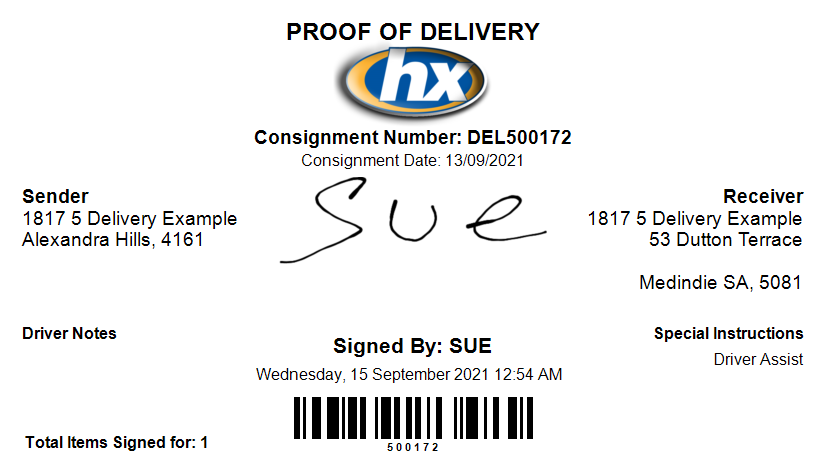 PROOF OF DELIVERY
hx
Consignment Number: DEL500172
Consignment Date: 13/09/2021
Sender
1817 5 Delivery Example
Alexandra Hills, 4161
Sue
Receiver
1817 5 Delivery Example
53 Dutton Terrace
Medindie SA, 5081
Driver Notes
Signed By: SUE
Wednesday, 15 September 2021 12:54 AM
Special Instructions
Driver Assist
500172
Total Items Signed for: 1